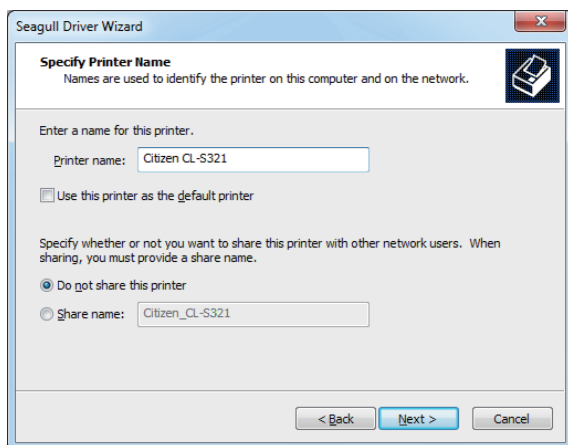 Seagull Driver Wizard
Specify Printer Name
Names are used to identify the printer on this computer and on the network.
Enter a name for this printer.
Printer name: Citizen CL-S321
Use this printer as the default printer
Specify whether or not you want to share this printer with other network users. When
sharing, you must provide a share name.
Do not share this printer
Share name: Citizen_CL-S321
< Back Next > Cancel